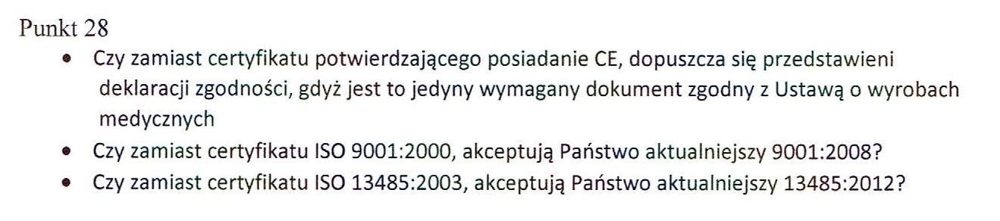 Punkt 28
• Czy zamiast certyfikatu potwierdzającego posiadanie CE, dopuszcza się przedstawieni
deklaracji zgodności, gdyż jest to jedyny wymagany dokument zgodny z Ustawą o wyrobach
medycznych
• Czy zamiast certyfikatu ISO 9001:2000, akceptują Państwo aktualniejszy 9001:2008?
• Czy zamiast certyfikatu ISO 13485:2003, akceptują Państwo aktualniejszy 13485:2012?